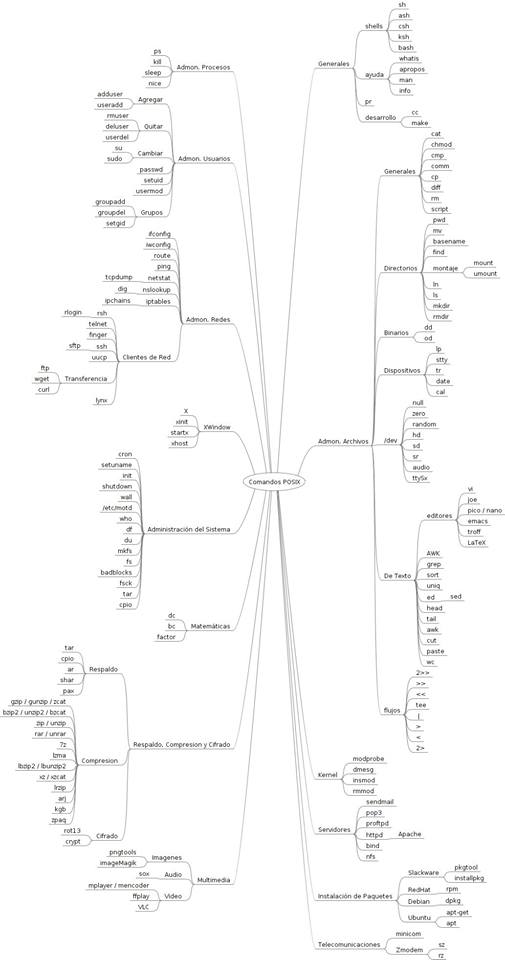 Comandos POSIX
Generales
shells
sh
ash
csh
ksh
bash
ayuda
whatis
apropos
man
info
pr
desarrollo
cc
make
Admon. Archivos
Generales
cat
chmod
cmp
comm
cp
diff
rm
script
Directorios
pwd
mv
basename
find
montaje
mount
umount
ln
ls
mkdir
rmdir
Binarios
dd
od
Dispositivos
lp
stty
tr
date
cal
/dev
null
zero
random
hd
sd
sr
audio
ttySx
De Texto
editores
vi
joe
pico / nano
emacs
troff
LaTeX
AWK
grep
sort
uniq
ed
sed
head
tail
awk
cut
paste
wc
flujos
2>>
>>
<<
tee
|
>
<
2>
Kernel
modprobe
dmesg
insmod
rmmod
Servidores
sendmail
pop3
proftpd
httpd
Apache
bind
nfs
Instalación de Paquetes
Slackware
pkgtool
installpkg
RedHat
rpm
Debian
dpkg
Ubuntu
apt-get
apt
Telecomunicaciones
minicom
Zmodem
sz
rz
Admon. Procesos
ps
kill
sleep
nice
Admon. Usuarios
Agregar
adduser
useradd
Quitar
rmuser
deluser
userdel
Cambiar
su
sudo
passwd
setuid
usermod
Grupos
groupadd
groupdel
setgid
Admon. Redes
ifconfig
iwconfig
route
ping
netstat
tcpdump
nslookup
dig
iptables
ipchains
Clientes de Red
rsh
rlogin
telnet
finger
ssh
sftp
uucp
Transferencia
ftp
wget
curl
lynx
XWindow
X
xinit
startx
xhost
Administración del Sistema
cron
setuname
init
shutdown
wall
/etc/motd
who
df
du
mkfs
fs
badblocks
fsck
tar
cpio
Matemáticas
dc
bc
factor
Respaldo, Compresion y Cifrado
Respaldo
tar
cpio
ar
shar
pax
Compresion
gzip / gunzip / zcat
bzip2 / unzip2 / bzcat
zip / unzip
rar / unrar
7z
lzma
lbzip2 / lbunzip2
xz / xzcat
lrzip
arj
kgb
zpaq
Cifrado
rot13
crypt
Multimedia
Imagenes
pngtools
imageMagik
Audio
sox
Video
mplayer / mencoder
ffplay
VLC